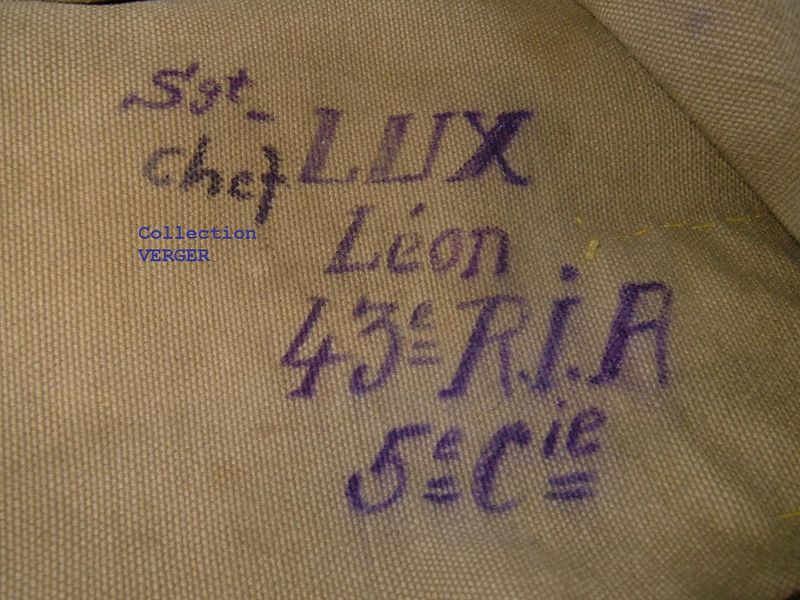 Sgt-
Chef
LUX
Léon
43e R.I.A
5e Cie
Collection
VERGER